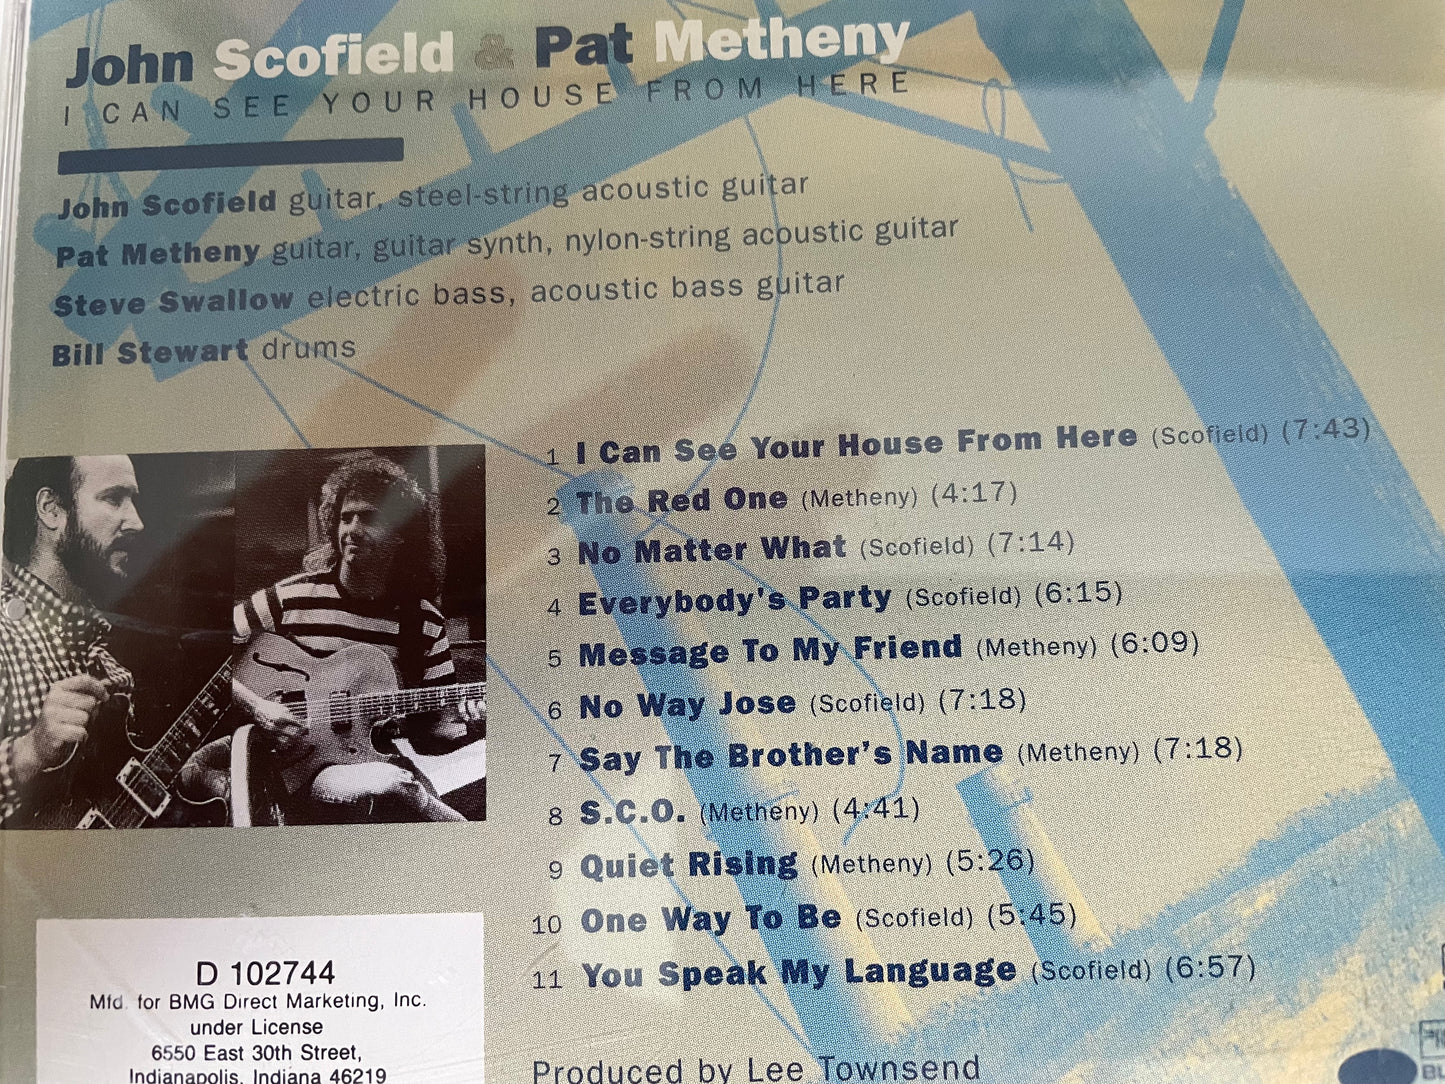 John Scofield & Pat Metheny
I CAN SEE YOUR HOUSE FROM HERE
John Scofield guitar, steel-string acoustic guitar
Pat Metheny guitar, guitar synth, nylon-string acoustic guitar
Steve Swallow electric bass, acoustic bass guitar
Bill Stewart drums
1 I Can See Your House From Here (Scofield) (7:43)
2 The Red One (Metheny) (4:17)
3 No Matter What (Scofield) (7:14)
4 Everybody's Party (Scofield) (6:15)
5 Message To My Friend (Metheny) (6:09)
6 No Way Jose (Scofield) (7:18)
7 Say The Brother's Name (Metheny) (7:18)
8 S.C.O. (Metheny) (4:41)
9 Quiet Rising (Metheny) (5:26)
10 One Way To Be (Scofield) (5:45)
11 You Speak My Language (Scofield) (6:57)
Produced by Lee Townsend
D 102744
Mfd. for BMG Direct Marketing, Inc.
under License
6550 East 30th Street,
Indianapolis, Indiana 46219